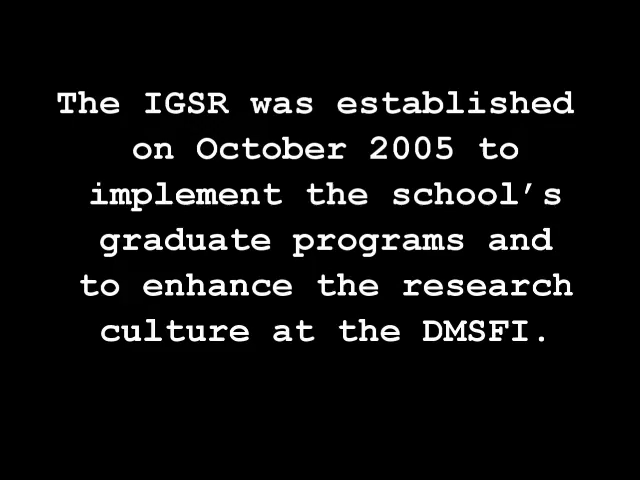 The IGSR was established
on October 2005 to
implement the school’s
graduate programs and
to enhance the research
culture at the DMSFI.